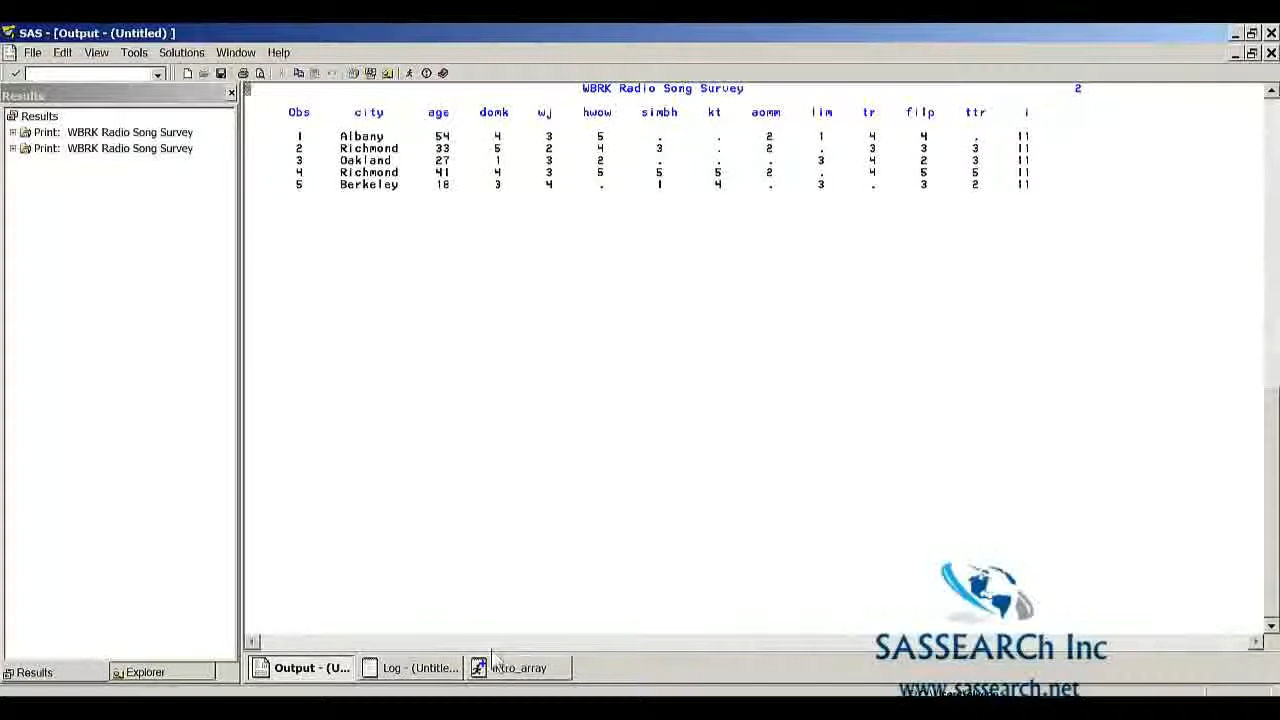 SAS - [Output - (Untitled) ]
File Edit View Tools Solutions Window Help
Results
Results
Print: WBRK Radio Song Survey
Print: WBRK Radio Song Survey
WBRK Radio Song Survey 2
Obs city age domk wj hwow simbh kt aomm lim tr filp ttr i
1 Albany 54 4 3 5 . . 2 1 4 4 . 11
2 Richmond 33 5 2 4 3 . 2 . 3 3 3 11
3 Oakland 27 1 3 2 . . . 3 4 2 3 11
4 Richmond 41 4 3 5 5 5 2 . 4 5 5 11
5 Berkeley 18 3 4 . 1 4 . 3 . 3 2 11
SASSEARCh Inc
www.sassearch.net
Results Explorer Output - (U... Log - (Untitle... intro_array